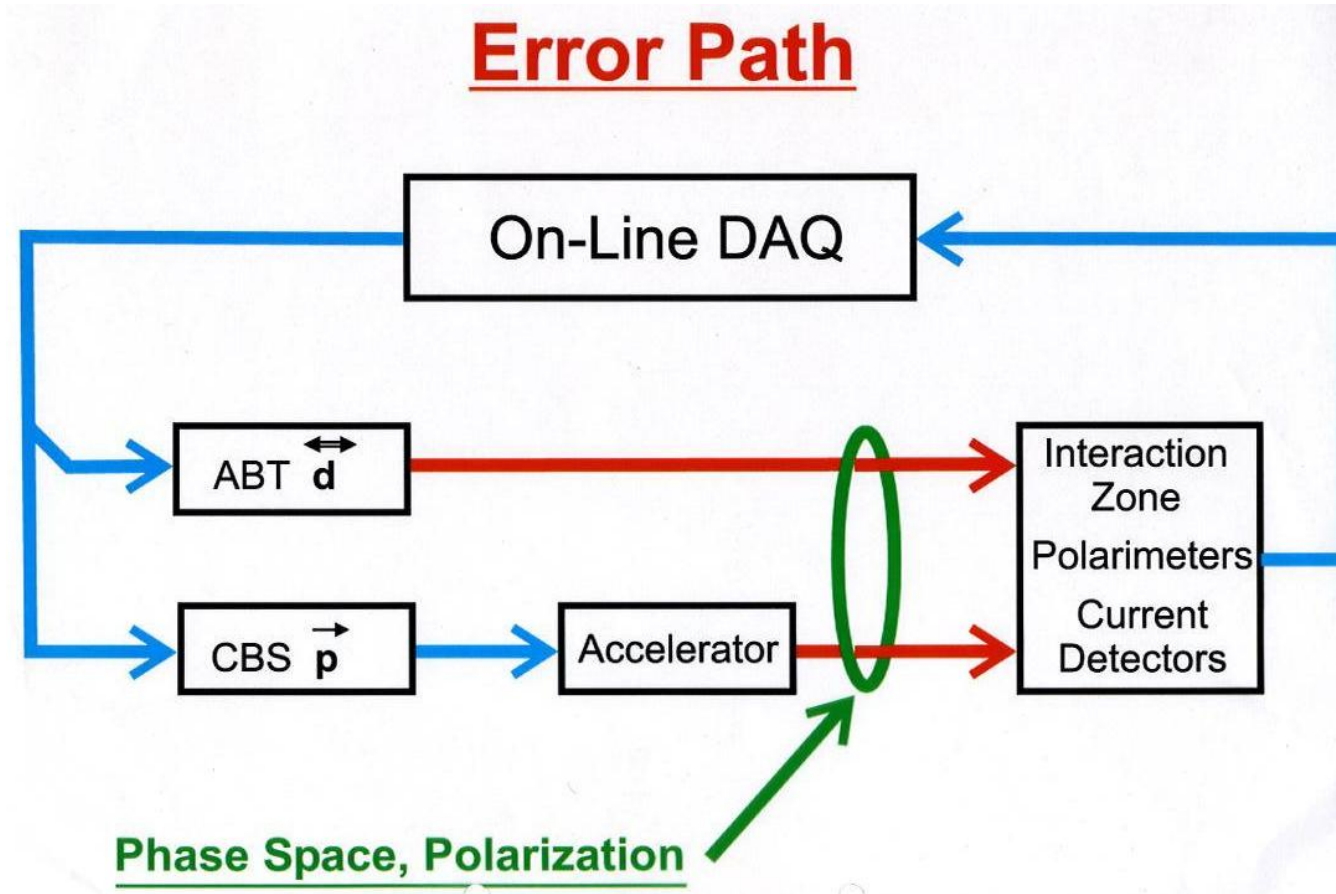 Error Path
On-Line DAQ
ABT d
Interaction
Zone
Polarimeters
Current
Detectors
CBS p
Accelerator
Phase Space, Polarization